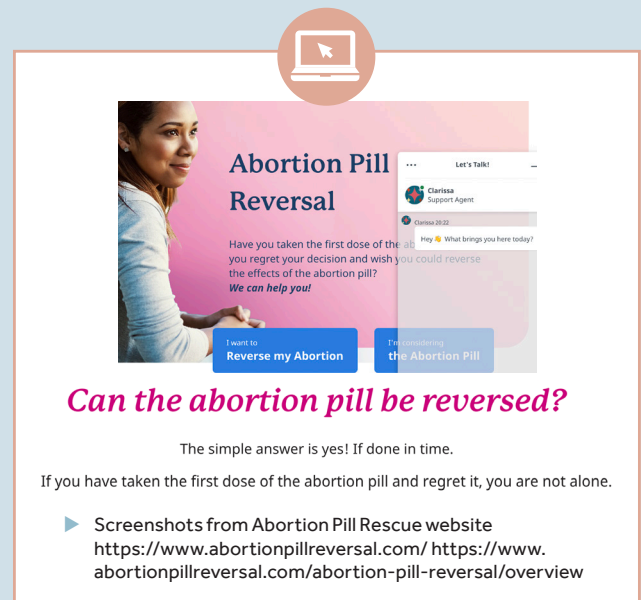 Abortion Pill
Reversal
Have you taken the first dose of the ab
you regret your decision and wish you could reverse
the effects of the abortion pill?
We can help you!
I want to
Reverse my Abortion
I'm considering
the Abortion Pill
Let's Talk!
Clarissa
Support Agent
Clarissa 20:22
Hey 👋 What brings you here today?
Can the abortion pill be reversed?
The simple answer is yes! If done in time.
If you have taken the first dose of the abortion pill and regret it, you are not alone.
Screenshots from Abortion Pill Rescue website
https://www.abortionpillreversal.com/ https://www.
abortionpillreversal.com/abortion-pill-reversal/overview